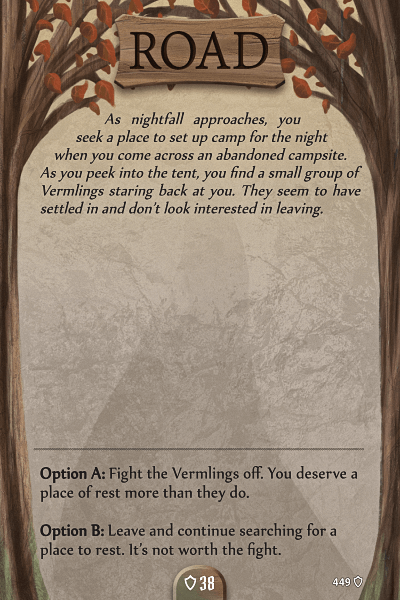 ROAD
As nightfall approaches, you
seek a place to set up camp for the night
when you come across an abandoned campsite.
As you peek into the tent, you find a small group of
Vermlings staring back at you. They seem to have
settled in and don't look interested in leaving.
Option A: Fight the Vermlings off. You deserve a
place of rest more than they do.
Option B: Leave and continue searching for a
place to rest. It's not worth the fight.
38
449